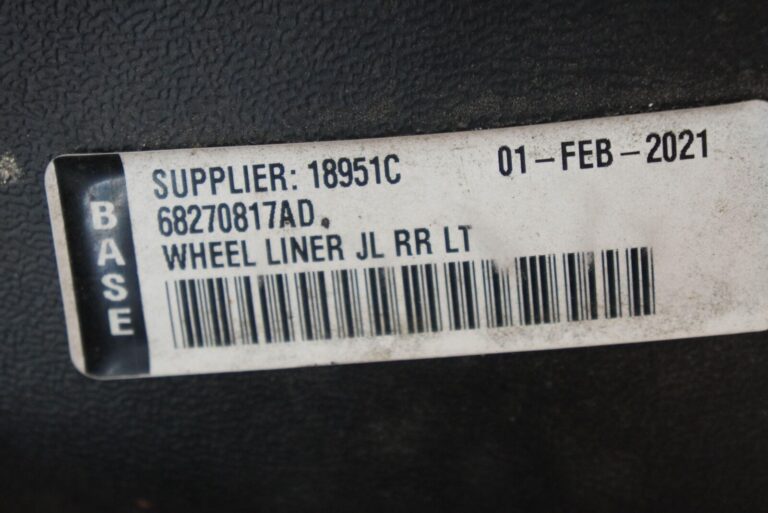 BASE
SUPPLIER: 18951C
01-FEB-2021
68270817AD
WHEEL LINER JL RR LT